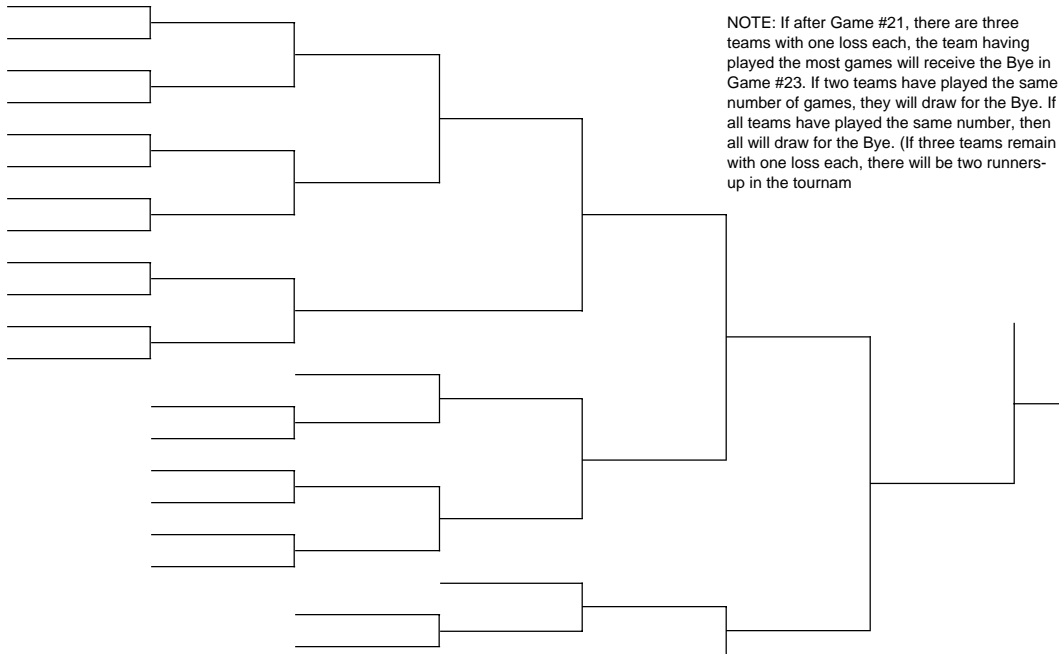 NOTE: If after Game #21, there are three
teams with one loss each, the team having
played the most games will receive the Bye in
Game #23. If two teams have played the same
number of games, they will draw for the Bye. If
all teams have played the same number, then
all will draw for the Bye. (If three teams remain
with one loss each, there will be two runners-
up in the tournam